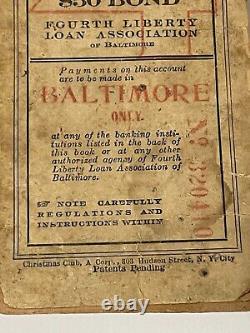 $50 BOND
FOURTH LIBERTY
LOAN ASSOCIATION
OF BALTIMORE
Payments on this account
are to be made in
BALTIMORE
ONLY.
at any of the banking insti-
tutions listed in the back of
this book or at any other
authorized agency of Fourth
Liberty Loan Association of
Baltimore.
☞ NOTE CAREFULLY
REGULATIONS AND
INSTRUCTIONS WITHIN
Christmas Club, A Corp., 303 Hudson Street, N. Y. City
Patents Pending